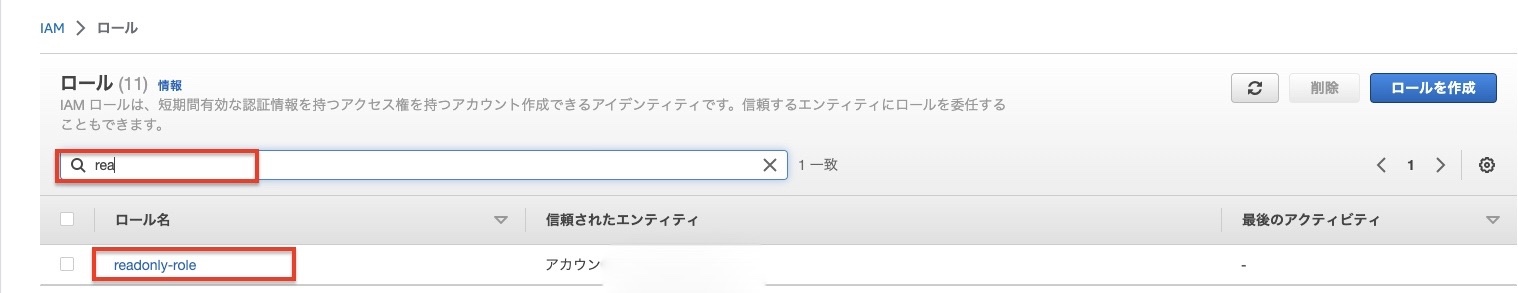 IAM > ロール
ロール (11) 情報
IAM ロールは、短期間有効な認証情報を持つアクセス権を持つアカウント作成できるアイデンティティです。信頼するエンティティにロールを委任する
こともできます。
削除
ロールを作成
rea
1 一致
1
ロール名
信頼されたエンティティ
最後のアクティビティ
readonly-role
アカウン
-